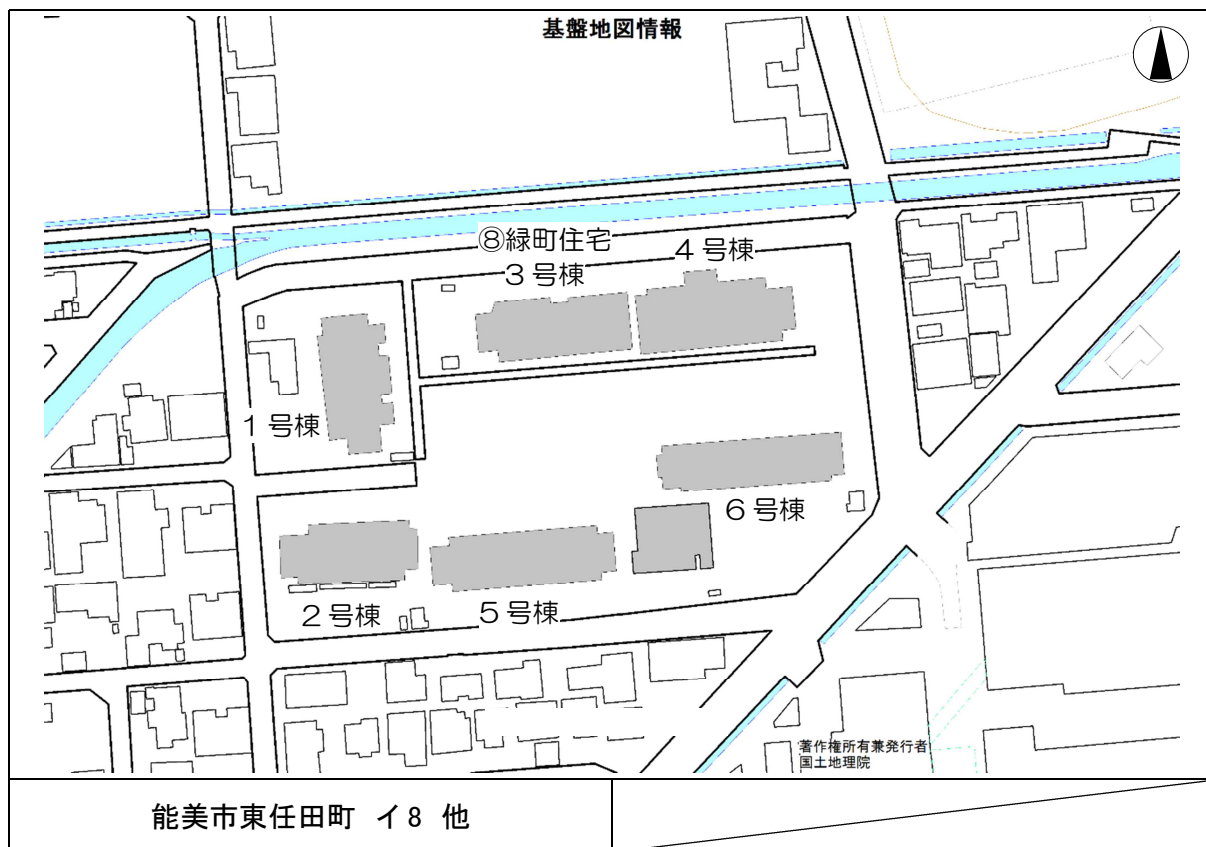 基盤地図情報
⑧緑町住宅
3号棟
4号棟
1号棟
6号棟
2号棟
5号棟
著作権所有兼発行者
国土地理院
能美市東任田町 イ8 他